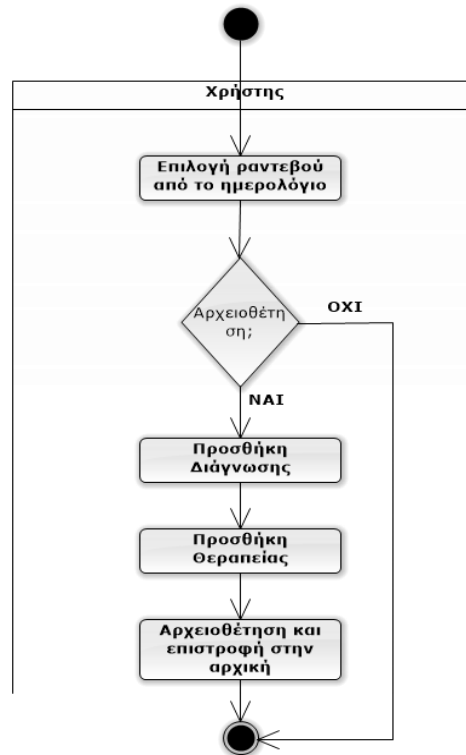 Χρήστης
Επιλογή ραντεβού
από το ημερολόγιο
Αρχειοθέτη
ση;
ΟΧΙ
ΝΑΙ
Προσθήκη
Διάγνωσης
Προσθήκη
Θεραπείας
Αρχειοθέτηση και
επιστροφή στην
αρχική